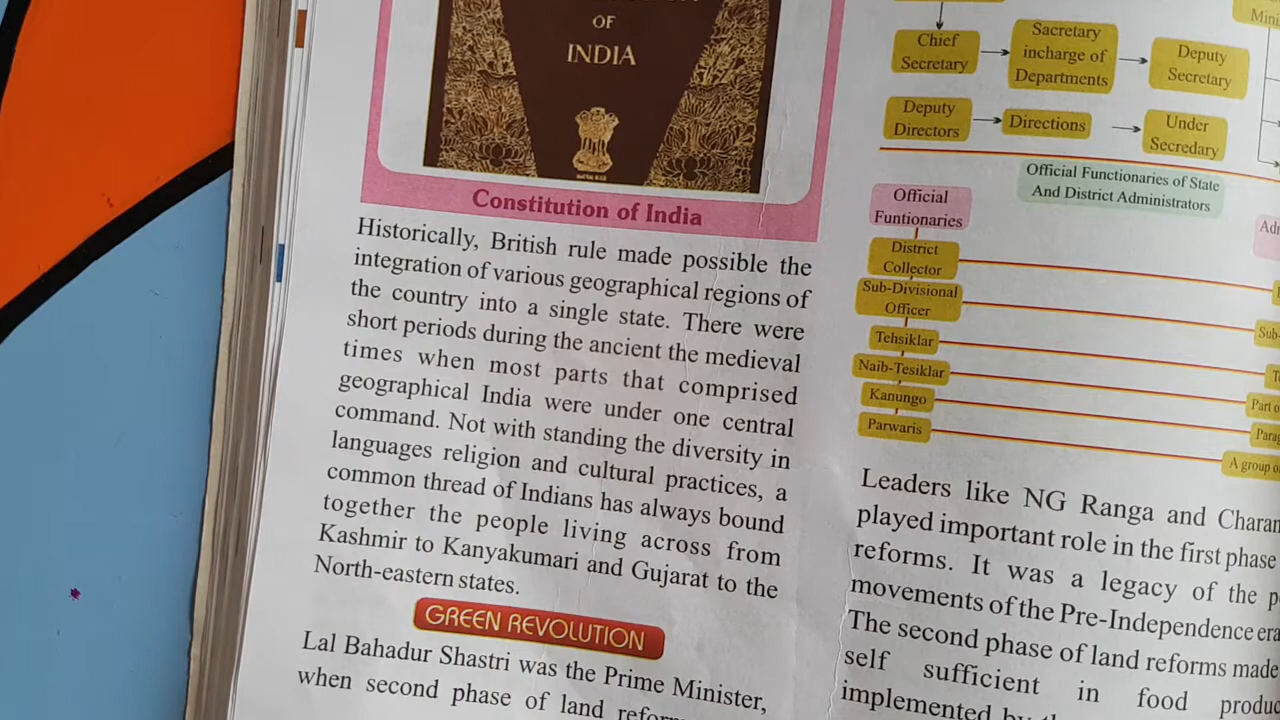 OF
INDIA
Constitution of India
Historically, British rule made possible the
integration of various geographical regions of
the country into a single state. There were
short periods during the ancient the medieval
times when most parts that comprised
geographical India were under one central
command. Not with standing the diversity in
languages religion and cultural practices, a
common thread of Indians has always bound
together the people living across from
Kashmir to Kanyakumari and Gujarat to the
North-eastern states.
GREEN REVOLUTION
Lal Bahadur Shastri was the Prime Minister,
when second phase of land
Chief
Secretary
Sacretary
incharge of
Departments
Deputy
Secretary
Deputy
Directors
Directions
Under
Secredary
Official Functionaries of State
And District Administrators
Official
Funtionaries
District
Collector
Sub-Divisional
Officer
Tehsiklar
Naib-Tesiklar
Kanungo
Parwaris
Part
A group
Leaders like NG Ranga and
played important role in the first phase
reforms. It was a legacy of the
movements of the Pre-Independence era
The second phase of land reforms made
self sufficient in food
implemented by